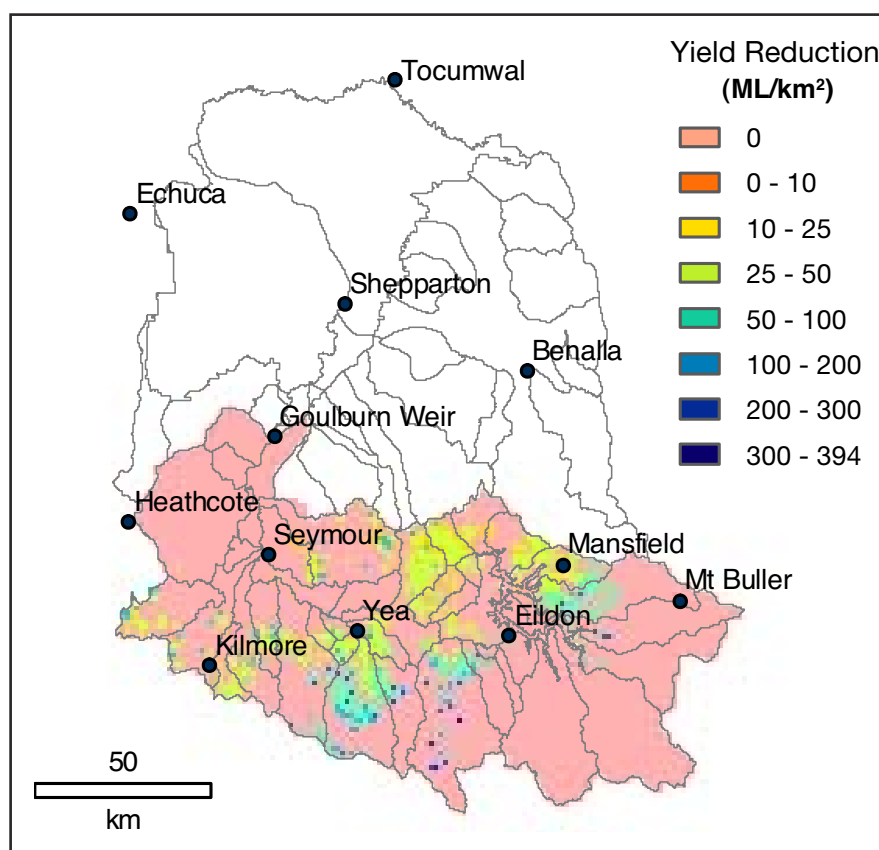 Yield Reduction
(ML/km²)
0
0 - 10
10 - 25
25 - 50
50 - 100
100 - 200
200 - 300
300 - 394
Tocumwal
Echuca
Shepparton
Benalla
Goulburn Weir
Heathcote
Seymour
Mansfield
Mt Buller
Yea
Eildon
Kilmore
50
km